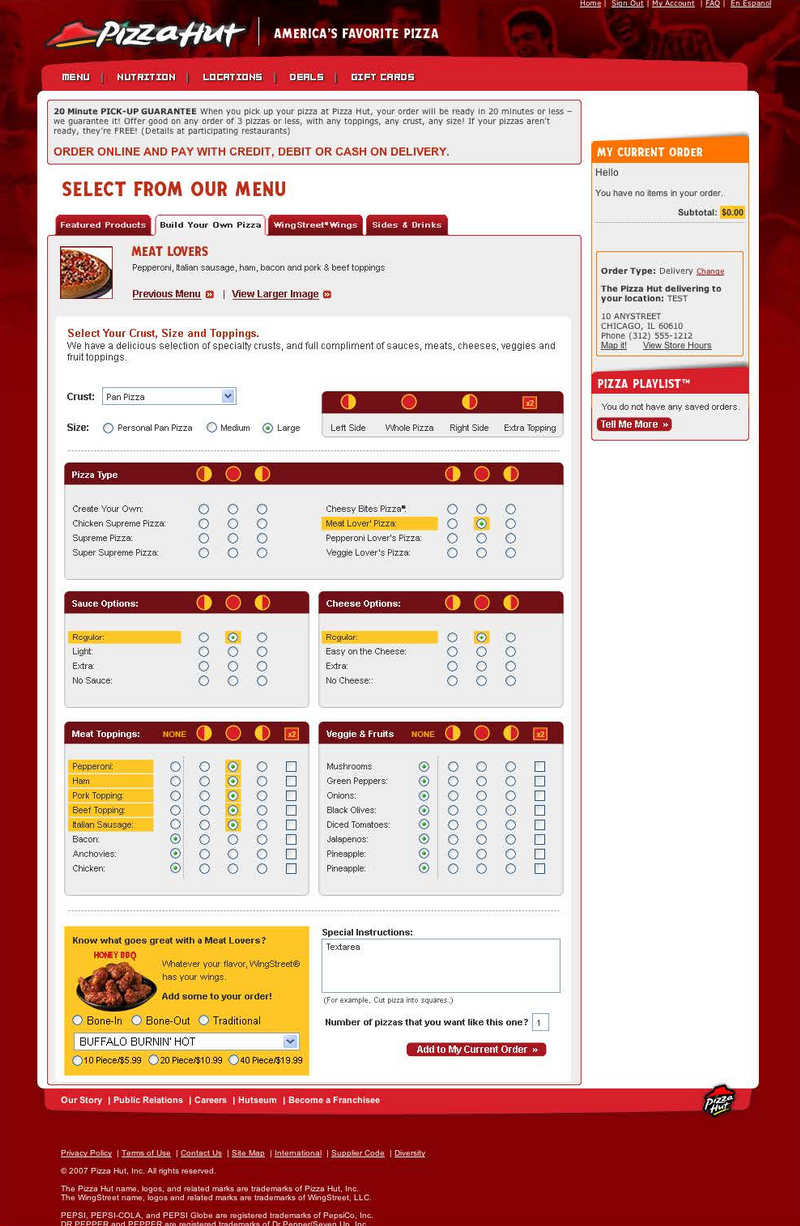 Home | Sign Out | My Account | FAQ | En Espanol
Pizza Hut
AMERICA'S FAVORITE PIZZA
MENU | NUTRITION | LOCATIONS | DEALS | GIFT CARDS
20 Minute PICK-UP GUARANTEE When you pick up your pizza at Pizza Hut, your order will be ready in 20 minutes or less –
we guarantee it! Offer good on any order of 3 pizzas or less, with any toppings, any crust, any size! If your pizzas aren't
ready, they're FREE! (Details at participating restaurants)
ORDER ONLINE AND PAY WITH CREDIT, DEBIT OR CASH ON DELIVERY.
SELECT FROM OUR MENU
Featured Products
Build Your Own Pizza
WingStreet® Wings
Sides & Drinks
MEAT LOVERS
Pepperoni, Italian sausage, ham, bacon and pork & beef toppings
Previous Menu » | View Larger Image »
Select Your Crust, Size and Toppings.
We have a delicious selection of specialty crusts, and full compliment of sauces, meats, cheeses, veggies and
fruit toppings.
Crust: Pan Pizza
Size: Personal Pan Pizza Medium Large
x2
Left Side Whole Pizza Right Side Extra Topping
Pizza Type
Create Your Own:
Chicken Supreme Pizza:
Supreme Pizza:
Super Supreme Pizza:
Cheesy Bites Pizza®:
Meat Lover' Pizza:
Pepperoni Lover's Pizza:
Veggie Lover's Pizza:
Sauce Options:
Regular:
Light:
Extra:
No Sauce:
Cheese Options:
Regular:
Easy on the Cheese:
Extra:
No Cheese::
Meat Toppings: NONE x2
Pepperoni:
Ham
Pork Topping:
Beef Topping:
Italian Sausage:
Bacon:
Anchovies:
Chicken:
Veggie & Fruits NONE x2
Mushrooms
Green Peppers:
Onions:
Black Olives:
Diced Tomatoes:
Jalapenos:
Pineapple:
Pineapple:
Know what goes great with a Meat Lovers?
HONEY BBQ
Whatever your flavor, WingStreet®
has your wings.
Add some to your order!
Bone-In Bone-Out Traditional
BUFFALO BURNIN' HOT
10 Piece/$5.99 20 Piece/$10.99 40 Piece/$19.99
Special Instructions:
Textarea
(For example, Cut pizza into squares.)
Number of pizzas that you want like this one? 1
Add to My Current Order »
MY CURRENT ORDER
Hello
You have no items in your order.
Subtotal: $0.00
Order Type: Delivery Change
The Pizza Hut delivering to
your location: TEST
10 ANYSTREET
CHICAGO, IL 60610
Phone (312) 555-1212
Map it! View Store Hours
PIZZA PLAYLIST™
You do not have any saved orders.
Tell Me More »
Our Story | Public Relations | Careers | Hutseum | Become a Franchisee
Pizza Hut
Privacy Policy | Terms of Use | Contact Us | Site Map | International | Supplier Code | Diversity
© 2007 Pizza Hut, Inc. All rights reserved.
The Pizza Hut name, logos, and related marks are trademarks of Pizza Hut, Inc.
The WingStreet name, logos and related marks are trademarks of WingStreet, LLC.
PEPSI, PEPSI-COLA, and PEPSI Globe are registered trademarks of PepsiCo, Inc.
DR PEPPER and PEPPER are registered trademarks of Dr Pepper/Seven Up, Inc.